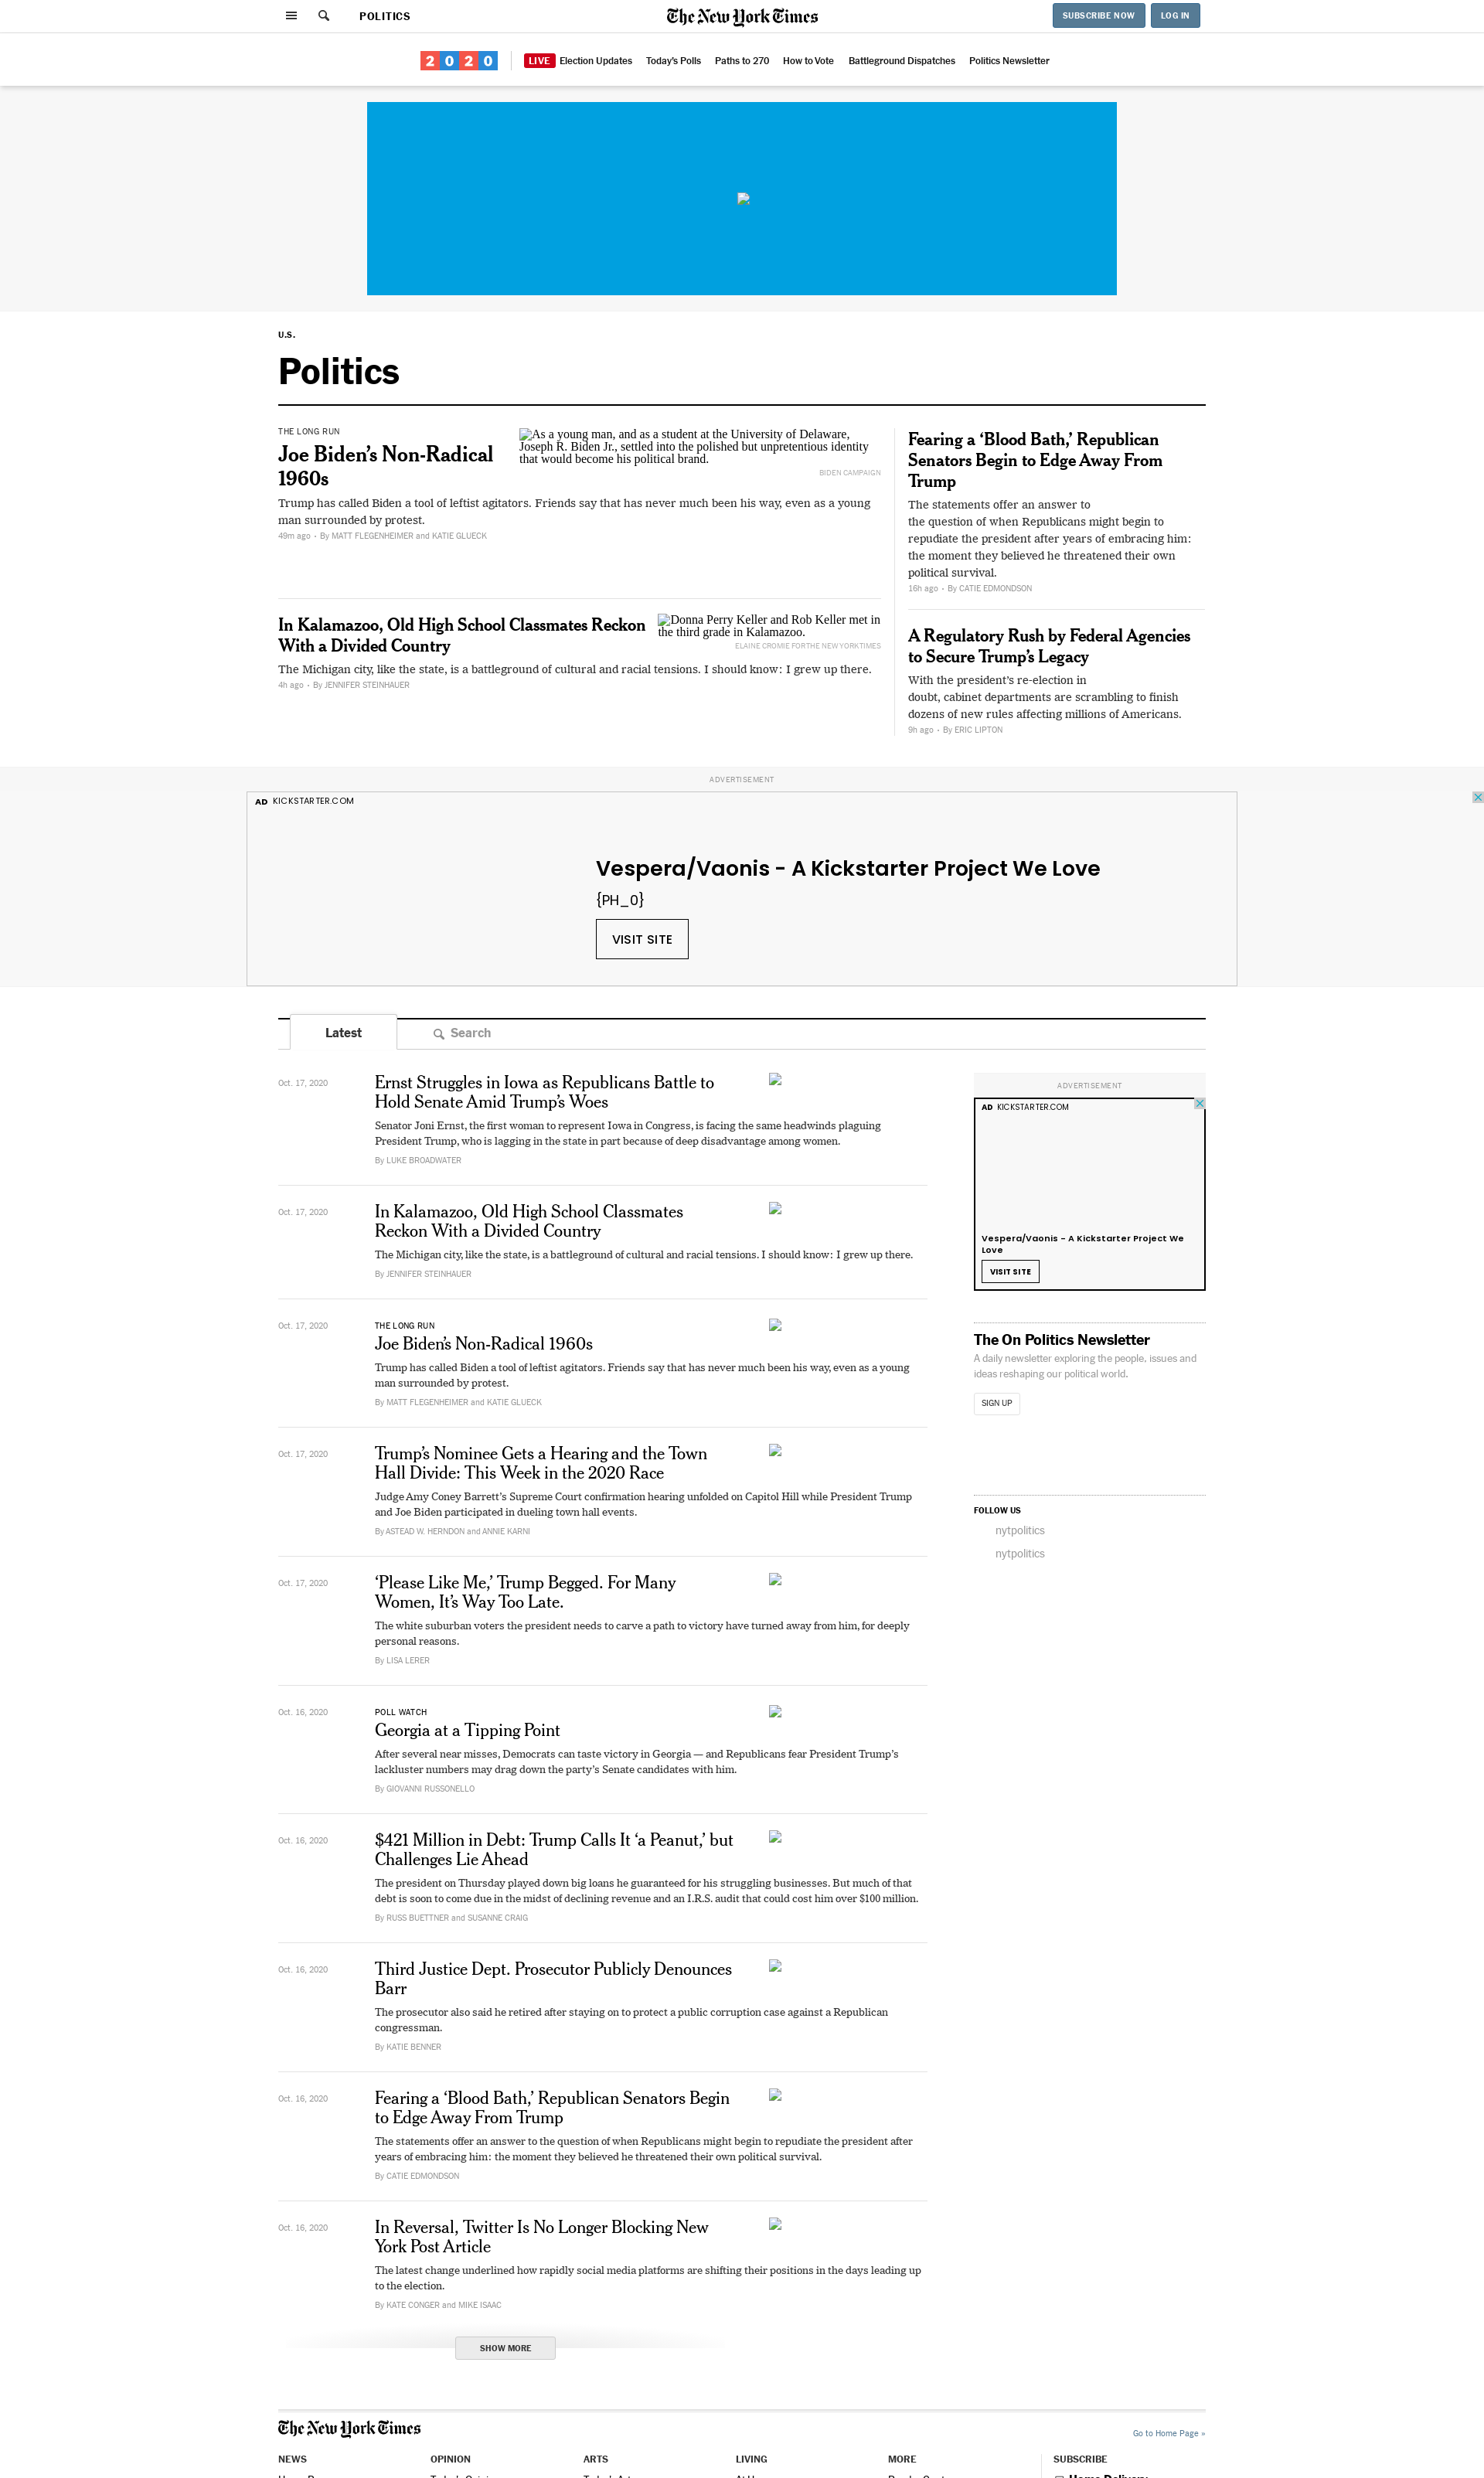 POLITICS
The New York Times
SUBSCRIBE NOW
LOG IN
2020
LIVE Election Updates
Today's Polls
Paths to 270
How to Vote
Battleground Dispatches
Politics Newsletter
U.S.
Politics
THE LONG RUN
Joe Biden’s Non-Radical
1960s
As a young man, and as a student at the University of Delaware,
Joseph R. Biden Jr., settled into the polished but unpretentious identity
that would become his political brand.
BIDEN CAMPAIGN
Trump has called Biden a tool of leftist agitators. Friends say that has never much been his way, even as a young
man surrounded by protest.
49m ago • By MATT FLEGENHEIMER and KATIE GLUECK
In Kalamazoo, Old High School Classmates Reckon
With a Divided Country
Donna Perry Keller and Rob Keller met in
the third grade in Kalamazoo.
ELAINE CROMIE FOR THE NEW YORK TIMES
The Michigan city, like the state, is a battleground of cultural and racial tensions. I should know: I grew up there.
4h ago • By JENNIFER STEINHAUER
Fearing a ‘Blood Bath,’ Republican
Senators Begin to Edge Away From
Trump
The statements offer an answer to
the question of when Republicans might begin to
repudiate the president after years of embracing him:
the moment they believed he threatened their own
political survival.
16h ago • By CATIE EDMONDSON
A Regulatory Rush by Federal Agencies
to Secure Trump’s Legacy
With the president’s re-election in
doubt, cabinet departments are scrambling to finish
dozens of new rules affecting millions of Americans.
9h ago • By ERIC LIPTON
ADVERTISEMENT
AD KICKSTARTER.COM
Vespera/Vaonis - A Kickstarter Project We Love
{PH_0}
VISIT SITE
Latest
Search
Oct. 17, 2020
Ernst Struggles in Iowa as Republicans Battle to
Hold Senate Amid Trump’s Woes
Senator Joni Ernst, the first woman to represent Iowa in Congress, is facing the same headwinds plaguing
President Trump, who is lagging in the state in part because of deep disadvantage among women.
By LUKE BROADWATER
Oct. 17, 2020
In Kalamazoo, Old High School Classmates
Reckon With a Divided Country
The Michigan city, like the state, is a battleground of cultural and racial tensions. I should know: I grew up there.
By JENNIFER STEINHAUER
Oct. 17, 2020
THE LONG RUN
Joe Biden’s Non-Radical 1960s
Trump has called Biden a tool of leftist agitators. Friends say that has never much been his way, even as a young
man surrounded by protest.
By MATT FLEGENHEIMER and KATIE GLUECK
Oct. 17, 2020
Trump’s Nominee Gets a Hearing and the Town
Hall Divide: This Week in the 2020 Race
Judge Amy Coney Barrett’s Supreme Court confirmation hearing unfolded on Capitol Hill while President Trump
and Joe Biden participated in dueling town hall events.
By ASTEAD W. HERNDON and ANNIE KARNI
Oct. 17, 2020
‘Please Like Me,’ Trump Begged. For Many
Women, It’s Way Too Late.
The white suburban voters the president needs to carve a path to victory have turned away from him, for deeply
personal reasons.
By LISA LERER
Oct. 16, 2020
POLL WATCH
Georgia at a Tipping Point
After several near misses, Democrats can taste victory in Georgia — and Republicans fear President Trump’s
lackluster numbers may drag down the party’s Senate candidates with him.
By GIOVANNI RUSSONELLO
Oct. 16, 2020
$421 Million in Debt: Trump Calls It ‘a Peanut,’ but
Challenges Lie Ahead
The president on Thursday played down big loans he guaranteed for his struggling businesses. But much of that
debt is soon to come due in the midst of declining revenue and an I.R.S. audit that could cost him over $100 million.
By RUSS BUETTNER and SUSANNE CRAIG
Oct. 16, 2020
Third Justice Dept. Prosecutor Publicly Denounces
Barr
The prosecutor also said he retired after staying on to protect a public corruption case against a Republican
congressman.
By KATIE BENNER
Oct. 16, 2020
Fearing a ‘Blood Bath,’ Republican Senators Begin
to Edge Away From Trump
The statements offer an answer to the question of when Republicans might begin to repudiate the president after
years of embracing him: the moment they believed he threatened their own political survival.
By CATIE EDMONDSON
Oct. 16, 2020
In Reversal, Twitter Is No Longer Blocking New
York Post Article
The latest change underlined how rapidly social media platforms are shifting their positions in the days leading up
to the election.
By KATE CONGER and MIKE ISAAC
SHOW MORE
ADVERTISEMENT
AD KICKSTARTER.COM
Vespera/Vaonis - A Kickstarter Project We
Love
VISIT SITE
The On Politics Newsletter
A daily newsletter exploring the people, issues and
ideas reshaping our political world.
SIGN UP
FOLLOW US
nytpolitics
nytpolitics
The New York Times
Go to Home Page »
NEWS
OPINION
ARTS
LIVING
MORE
SUBSCRIBE